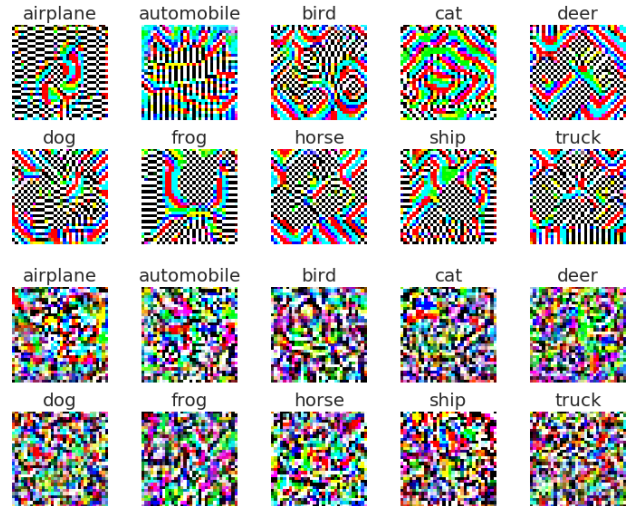 airplane automobile bird cat deer
dog frog horse ship truck
airplane automobile bird cat deer
dog frog horse ship truck